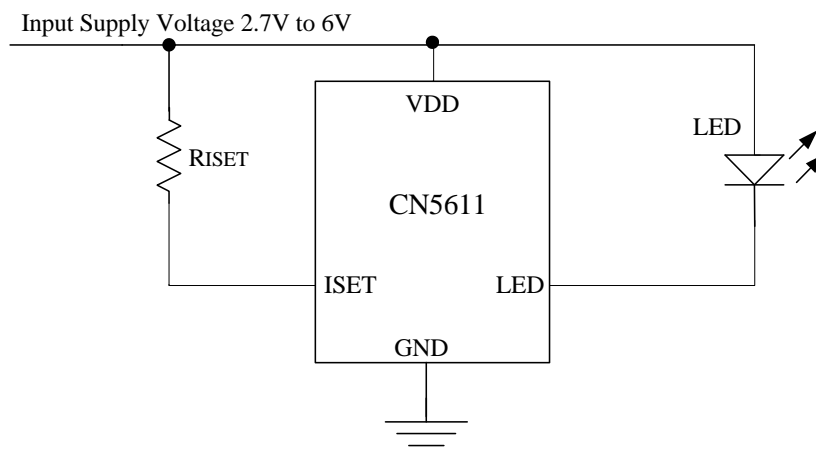 Input Supply Voltage 2.7V to 6V
VDD
LED
RISET
CN5611
ISET
LED
GND